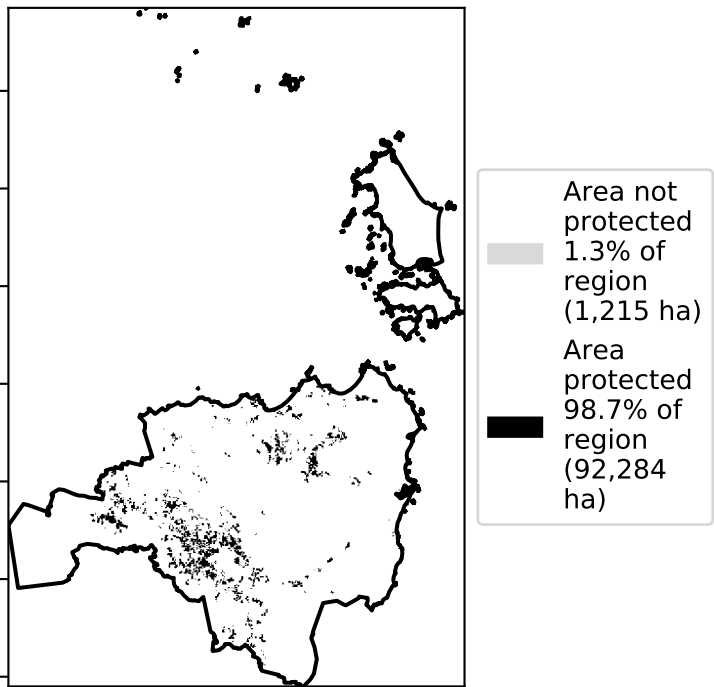 Area not
protected
1.3% of
region
(1,215 ha)
Area
protected
98.7% of
region
(92,284
ha)